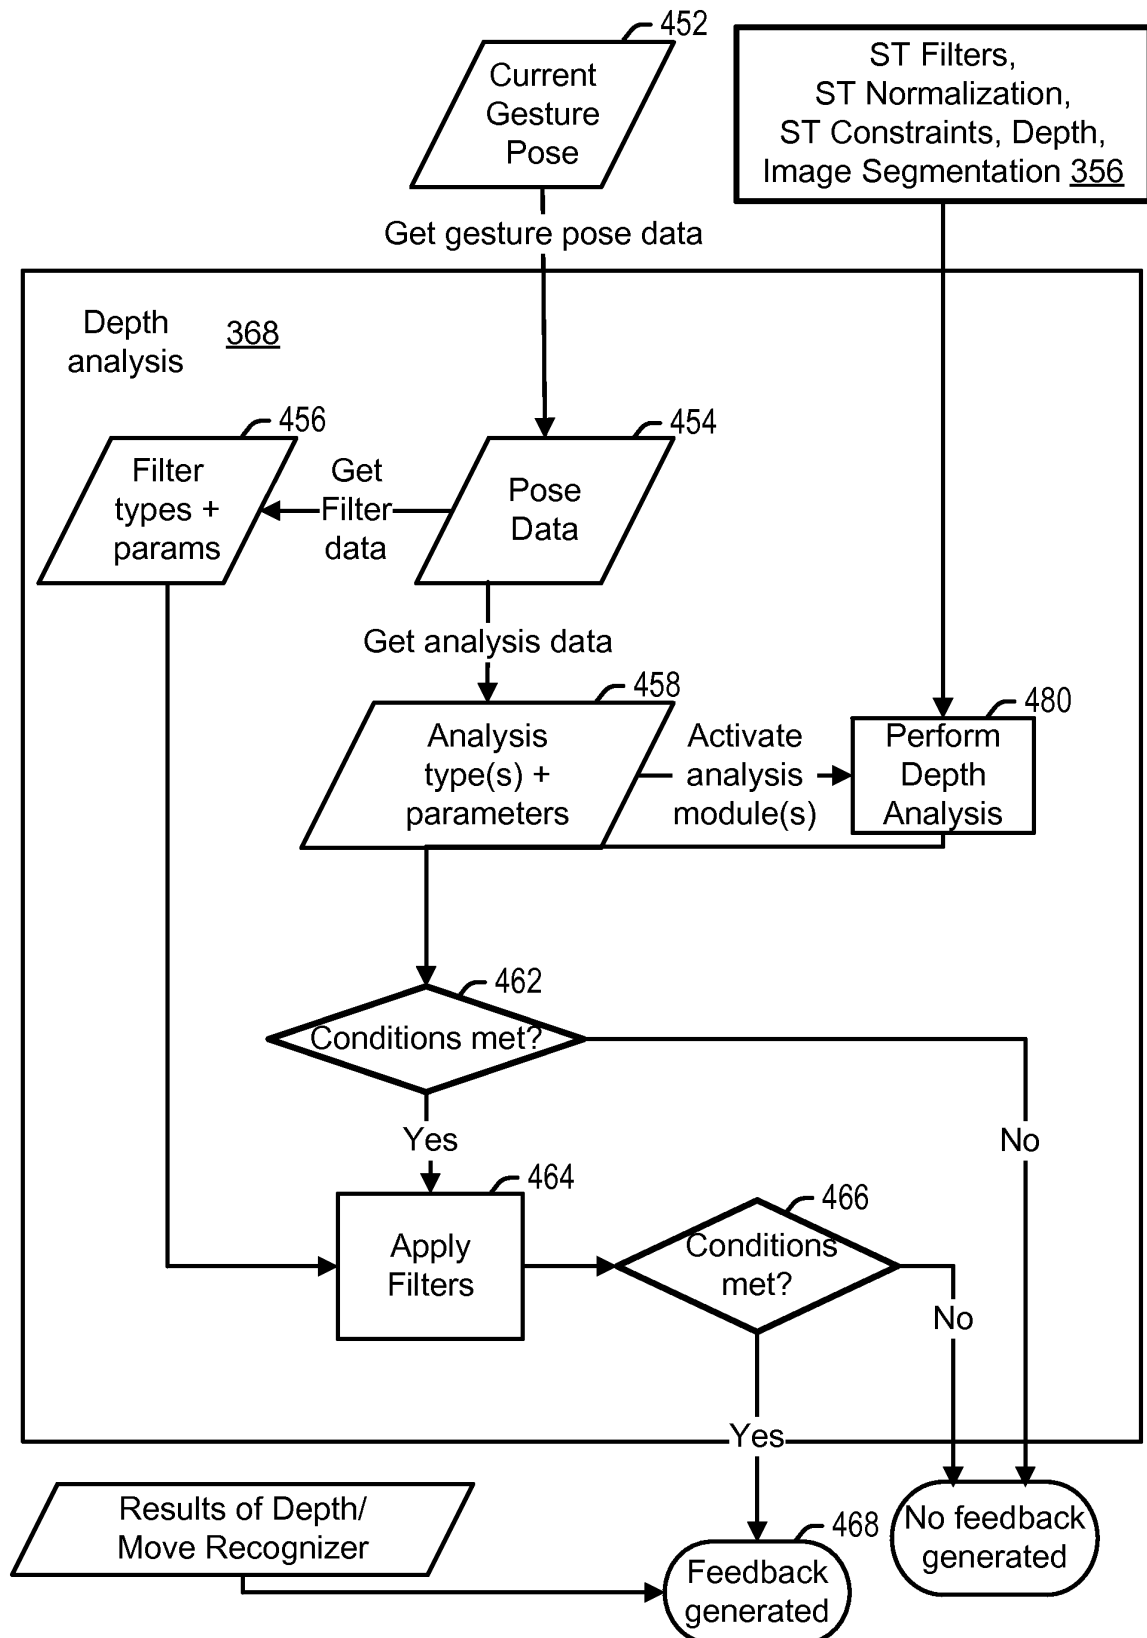 452
Current
Gesture
Pose
ST Filters,
ST Normalization,
ST Constraints, Depth,
Image Segmentation 356
Get gesture pose data
Depth
analysis
368
456
Filter
types +
params
Get
Filter
data
454
Pose
Data
Get analysis data
458
Analysis
type(s) +
parameters
Activate
analysis
module(s)
480
Perform
Depth
Analysis
462
Conditions met?
Yes
No
464
Apply
Filters
466
Conditions
met?
No
Yes
Results of Depth/
Move Recognizer
468
Feedback
generated
No feedback
generated